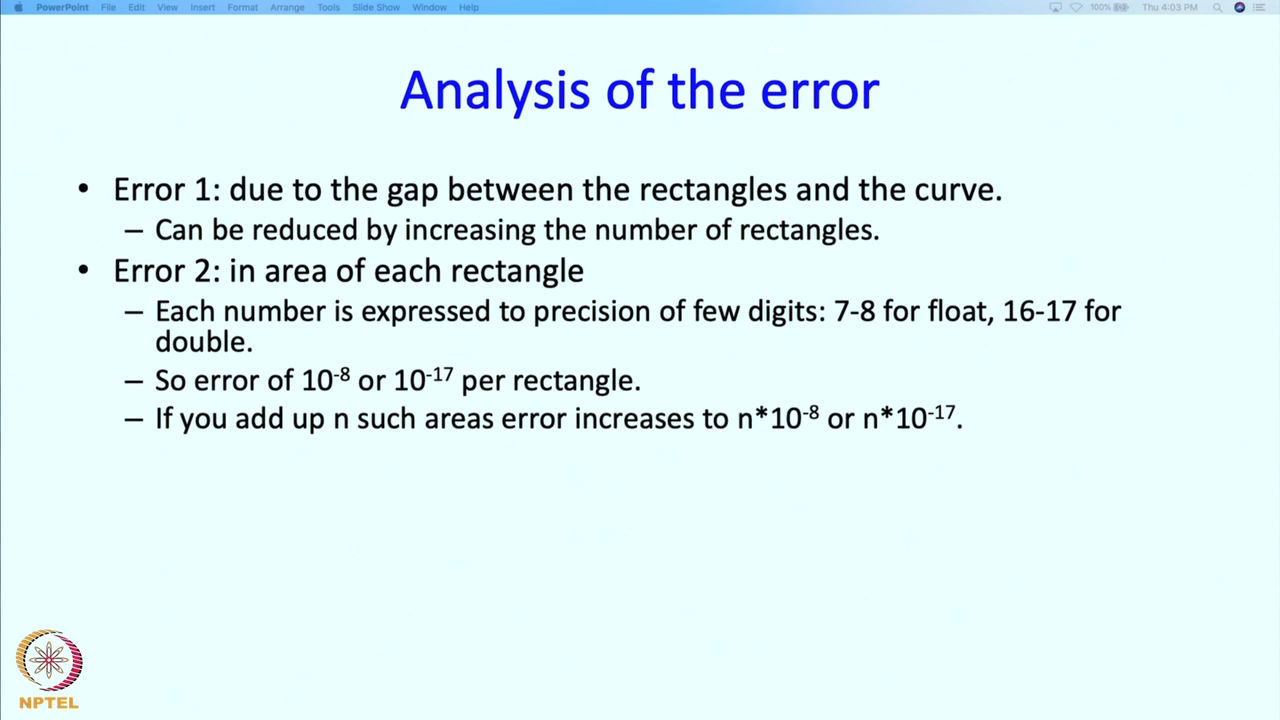 PowerPoint File Edit View Insert Format Arrange Tools Slide Show Window Help 100% Thu 4:03 PM
Analysis of the error
• Error 1: due to the gap between the rectangles and the curve.
– Can be reduced by increasing the number of rectangles.
• Error 2: in area of each rectangle
– Each number is expressed to precision of few digits: 7-8 for float, 16-17 for
double.
– So error of 10⁻⁸ or 10⁻¹⁷ per rectangle.
– If you add up n such areas error increases to n*10⁻⁸ or n*10⁻¹⁷.
NPTEL